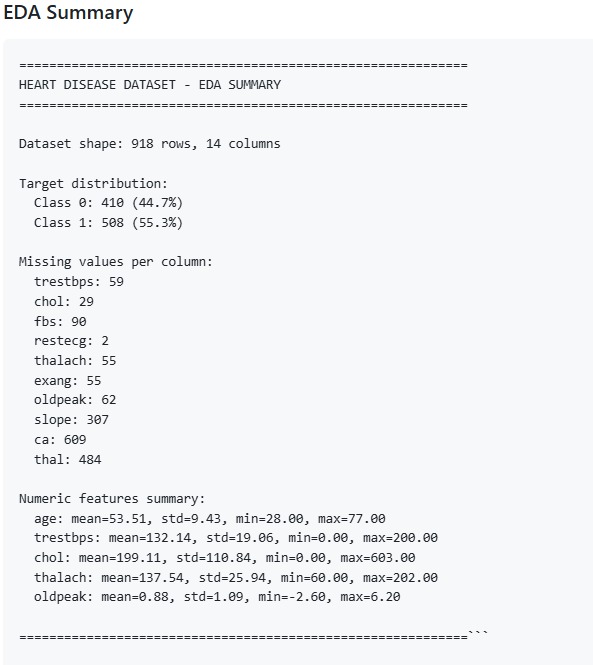 EDA Summary
============================================================
HEART DISEASE DATASET - EDA SUMMARY
============================================================
Dataset shape: 918 rows, 14 columns
Target distribution:
Class 0: 410 (44.7%)
Class 1: 508 (55.3%)
Missing values per column:
trestbps: 59
chol: 29
fbs: 90
restecg: 2
thalach: 55
exang: 55
oldpeak: 62
slope: 307
ca: 609
thal: 484
Numeric features summary:
age: mean=53.51, std=9.43, min=28.00, max=77.00
trestbps: mean=132.14, std=19.06, min=0.00, max=200.00
chol: mean=199.11, std=110.84, min=0.00, max=603.00
thalach: mean=137.54, std=25.94, min=60.00, max=202.00
oldpeak: mean=0.88, std=1.09, min=-2.60, max=6.20
============================================================```